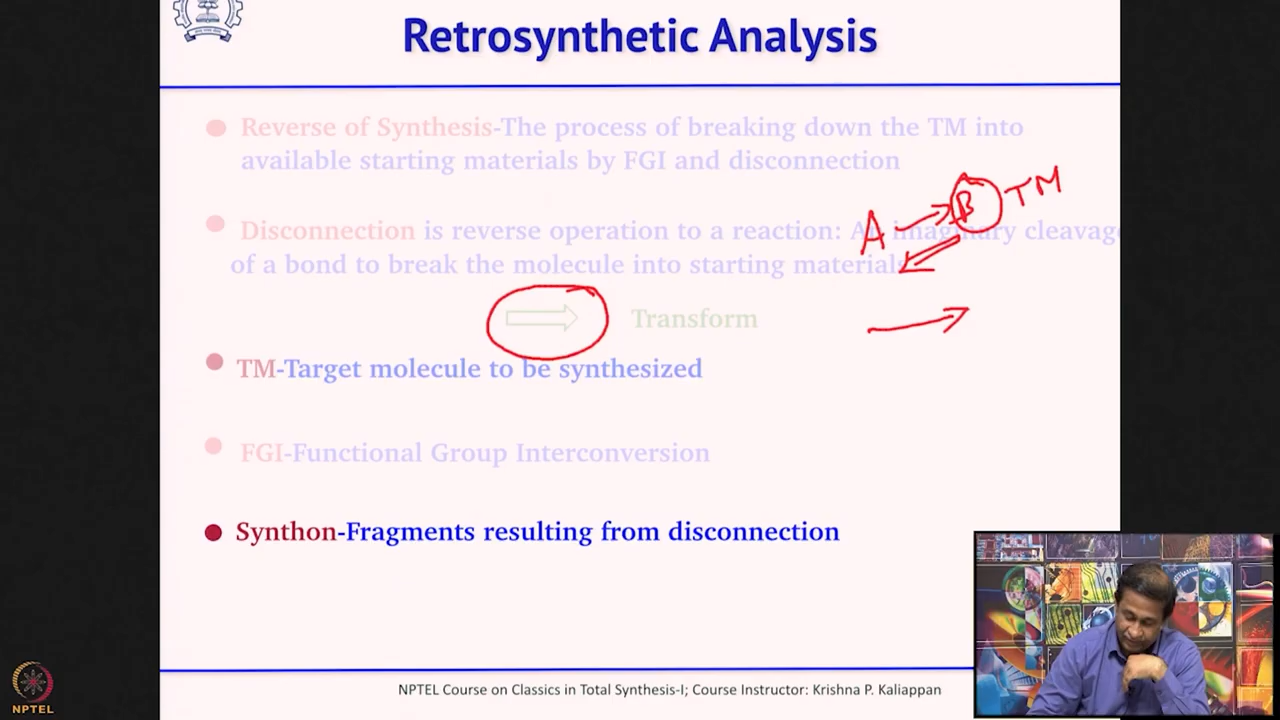 Retrosynthetic Analysis
Reverse of Synthesis-The process of breaking down the TM into
available starting materials by FGI and disconnection
A → B TM
Disconnection is reverse operation to a reaction: An imaginary cleavage
of a bond to break the molecule into starting materials
Transform
TM-Target molecule to be synthesized
FGI-Functional Group Interconversion
Synthon-Fragments resulting from disconnection
NPTEL Course on Classics in Total Synthesis-I; Course Instructor: Krishna P. Kaliappan
NPTEL